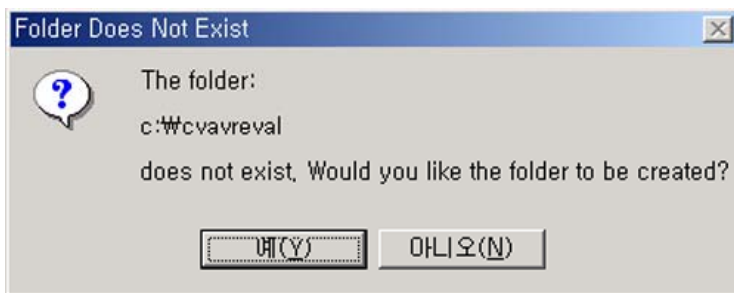 Folder Does Not Exist
The folder:
c:₩cvavreval
does not exist, Would you like the folder to be created?
예(Y) 아니오(N)